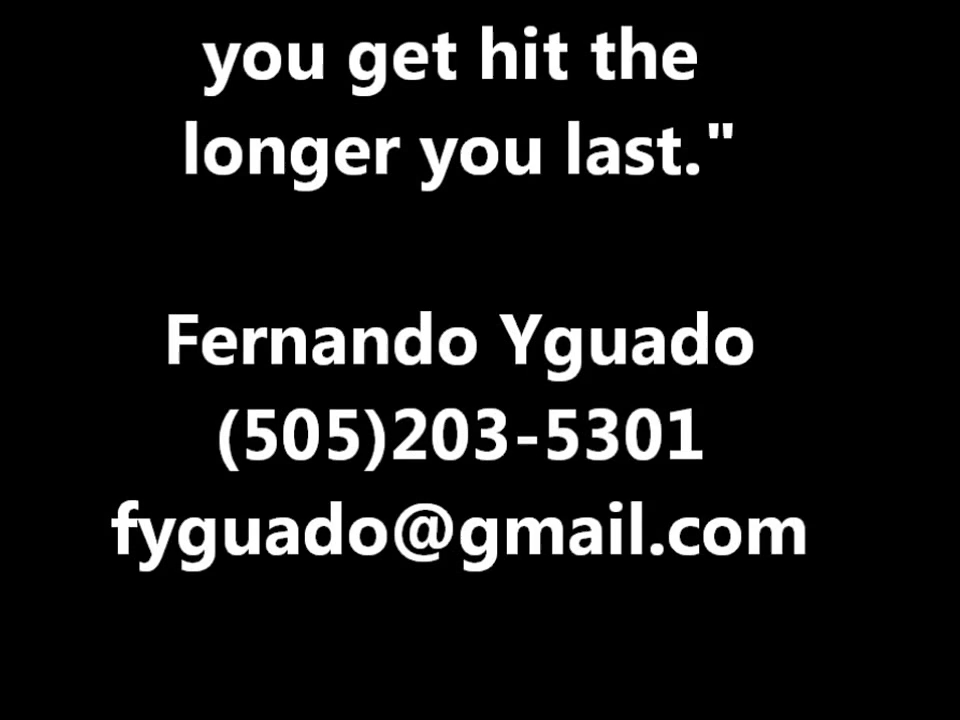 you get hit the
longer you last."
Fernando Yguado
(505)203-5301
fyguado@gmail.com